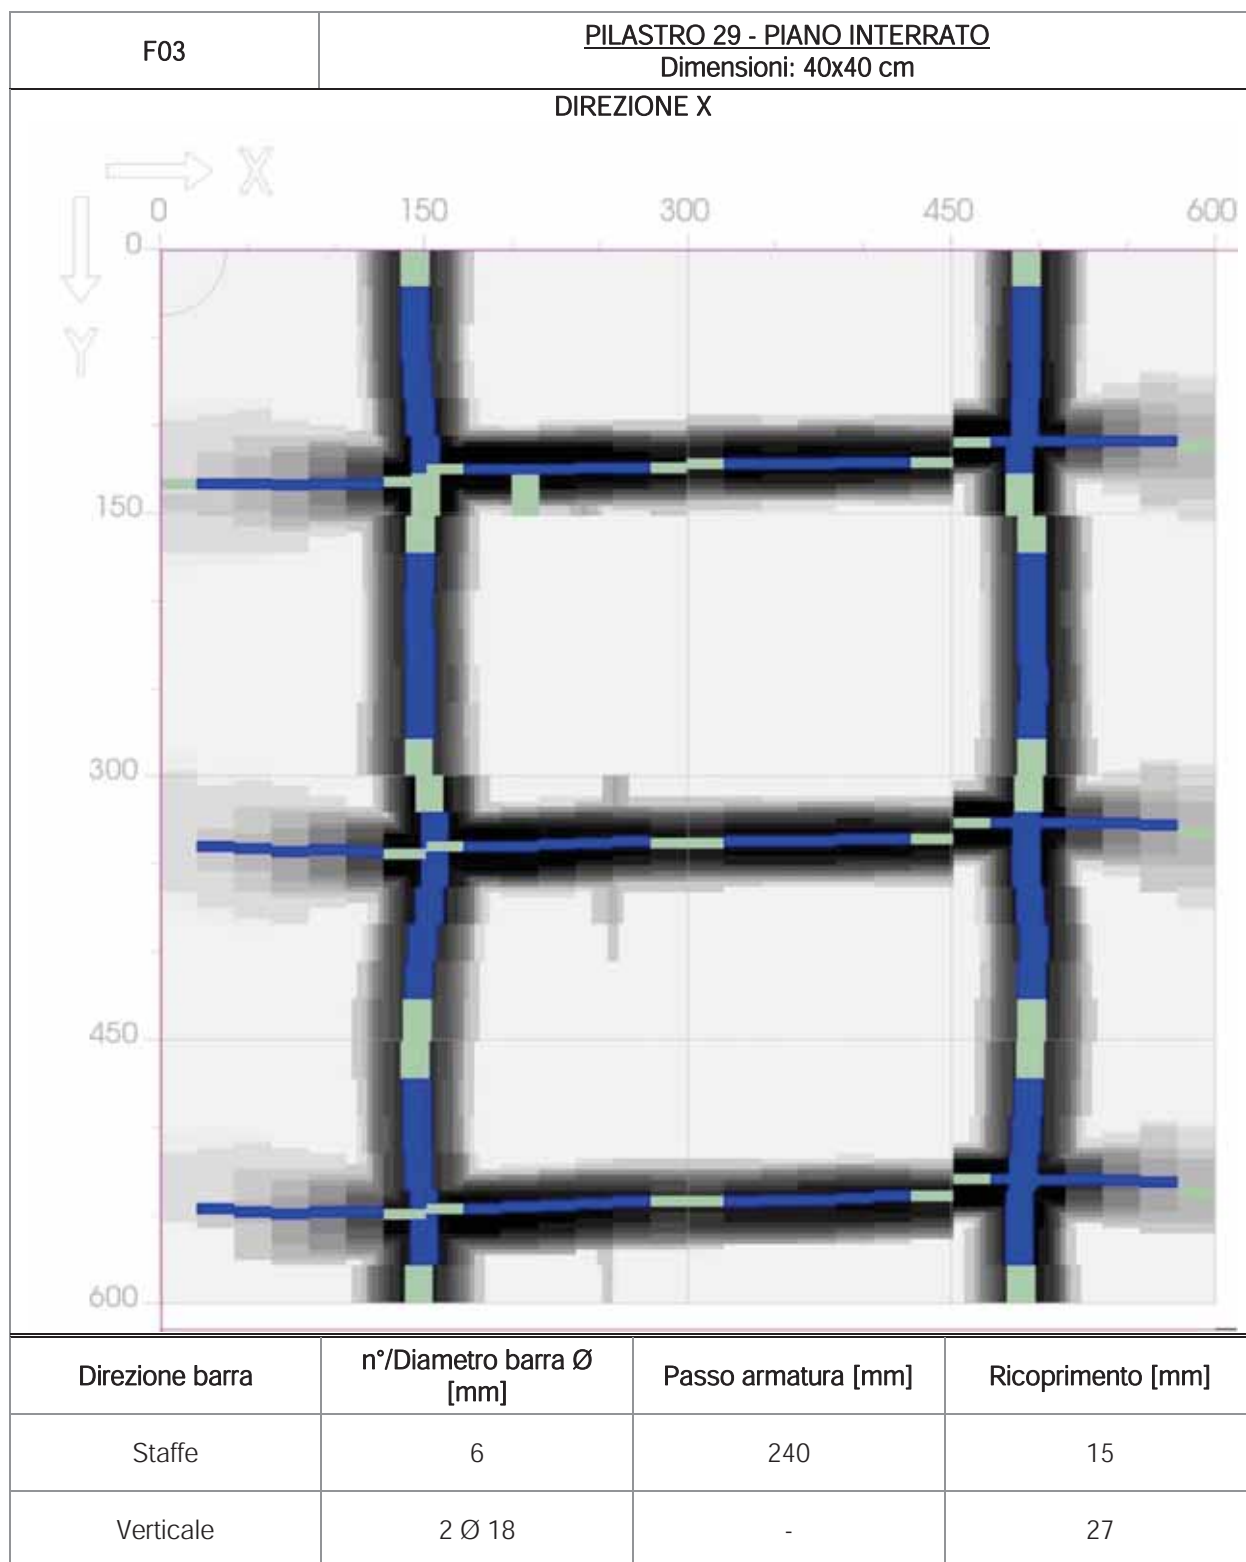 F03
PILASTRO 29 - PIANO INTERRATO
Dimensioni: 40x40 cm
DIREZIONE X
X
0 150 300 450 600
0
Y
150
300
450
600
Direzione barra
n°/Diametro barra Ø
[mm]
Passo armatura [mm]
Ricoprimento [mm]
Staffe 6 240 15
Verticale 2 Ø 18 - 27